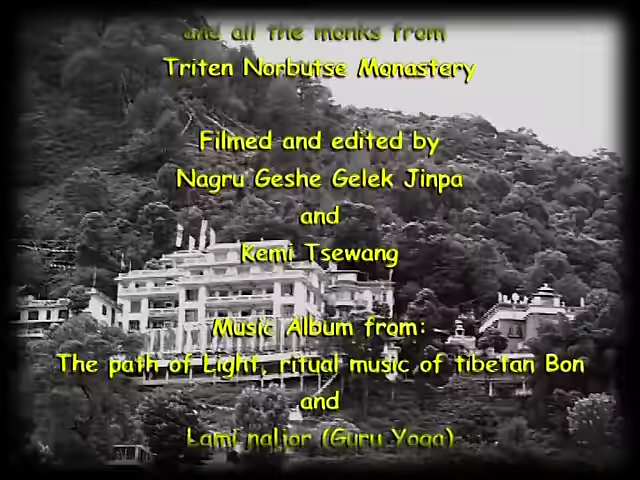 and all the monks from
Triten Norbutse Monastery
Filmed and edited by
Nagru Geshe Gelek Jinpa
and
Kemi Tsewang
Music Album from:
The path of Light, ritual music of tibetan Bon
and
Lami naljor (Guru Yoga)